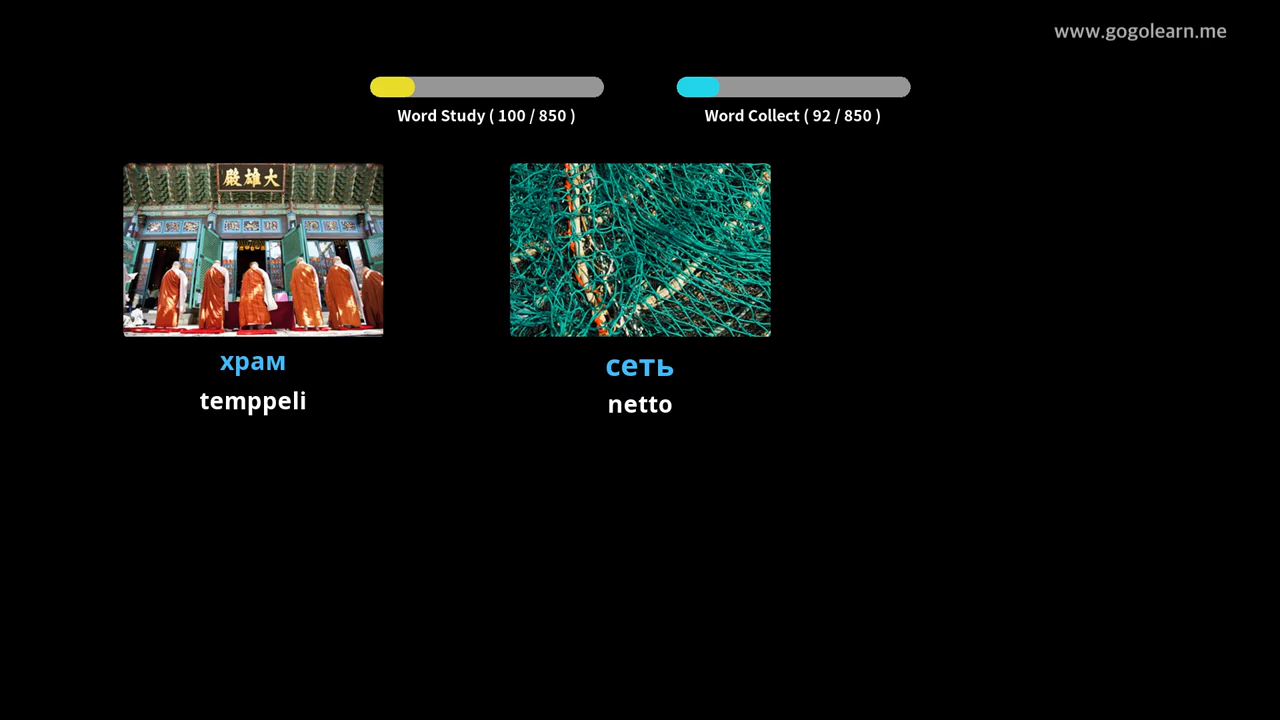 www.gogolearn.me
Word Study ( 100 / 850 )
Word Collect ( 92 / 850 )
殿雄大
храм
temppeli
сеть
netto